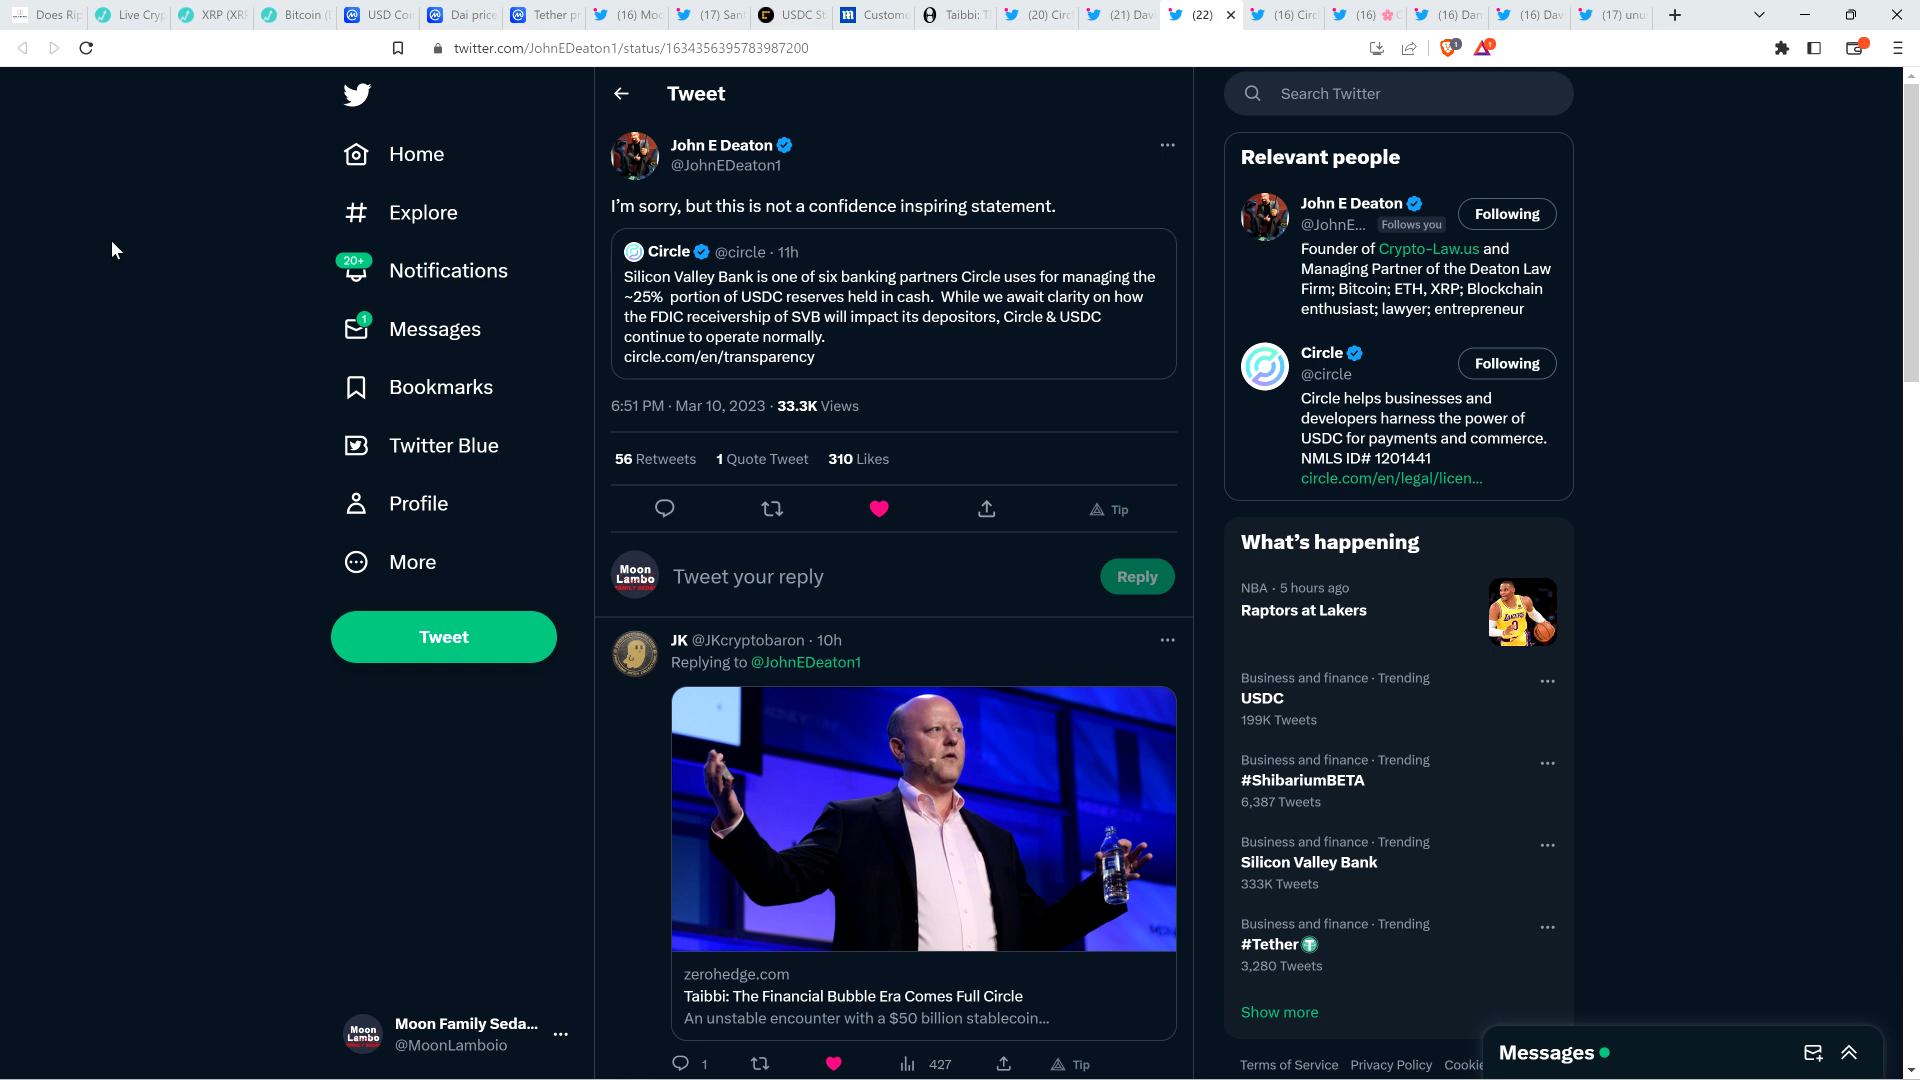 Does Rip
Live Cryp
XRP (XRP
Bitcoin (
USD Coi
Dai price
Tether pr
(16) Moo
(17) Sant
USDC St
Custome
Taibbi: T
(20) Circ
(21) Dav
(22)
(16) Circ
(16)
(16) Dan
(16) Dav
(17) unu
twitter.com/JohnEDeaton1/status/1634356395783987200
1
1
Home
Explore
20+
Notifications
1
Messages
Bookmarks
Twitter Blue
Profile
More
Tweet
Moon Lambo
Moon Family Seda...
@MoonLamboio
Tweet
John E Deaton
@JohnEDeaton1
I'm sorry, but this is not a confidence inspiring statement.
Circle @circle · 11h
Silicon Valley Bank is one of six banking partners Circle uses for managing the
~25% portion of USDC reserves held in cash. While we await clarity on how
the FDIC receivership of SVB will impact its depositors, Circle & USDC
continue to operate normally.
circle.com/en/transparency
6:51 PM · Mar 10, 2023 · 33.3K Views
56 Retweets 1 Quote Tweet 310 Likes
Tip
Moon
Lambo
FAMILY SEDAN
Tweet your reply
Reply
JK @JKcryptobaron · 10h
Replying to @JohnEDeaton1
zerohedge.com
Taibbi: The Financial Bubble Era Comes Full Circle
An unstable encounter with a $50 billion stablecoin...
1
427
Tip
Search Twitter
Relevant people
John E Deaton
@JohnE... Follows you
Following
Founder of Crypto-Law.us and
Managing Partner of the Deaton Law
Firm; Bitcoin; ETH, XRP; Blockchain
enthusiast; lawyer; entrepreneur
Circle
@circle
Following
Circle helps businesses and
developers harness the power of
USDC for payments and commerce.
NMLS ID# 1201441
circle.com/en/legal/licen...
What's happening
NBA · 5 hours ago
Raptors at Lakers
Business and finance · Trending
USDC
199K Tweets
Business and finance · Trending
#ShibariumBETA
6,387 Tweets
Business and finance · Trending
Silicon Valley Bank
333K Tweets
Business and finance · Trending
#Tether
3,280 Tweets
Show more
Terms of Service Privacy Policy Cookie
Messages